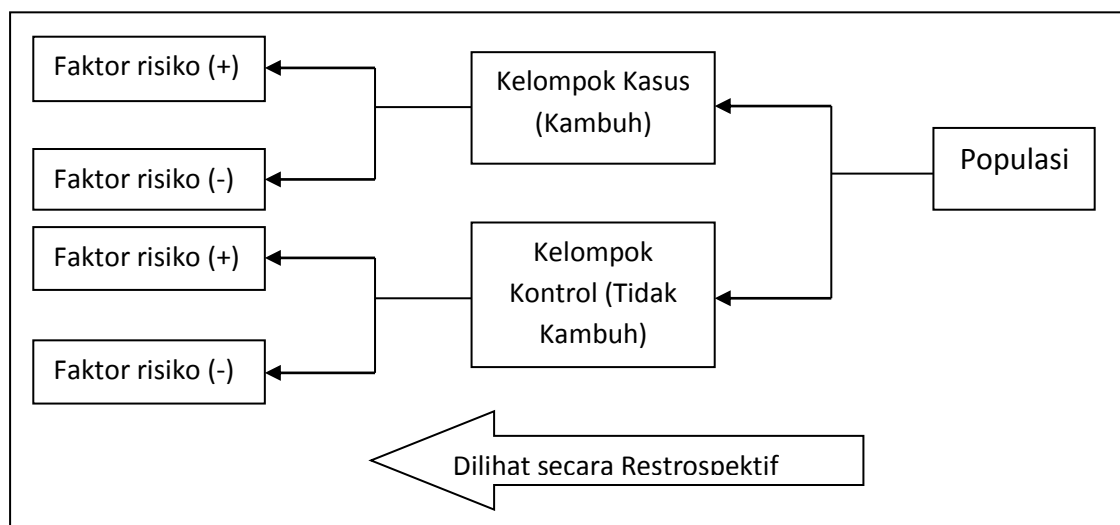 Faktor risiko (+)
Faktor risiko (-)
Faktor risiko (+)
Faktor risiko (-)
Kelompok Kasus
(Kambuh)
Kelompok
Kontrol (Tidak
Kambuh)
Populasi
Dilihat secara Restrospektif